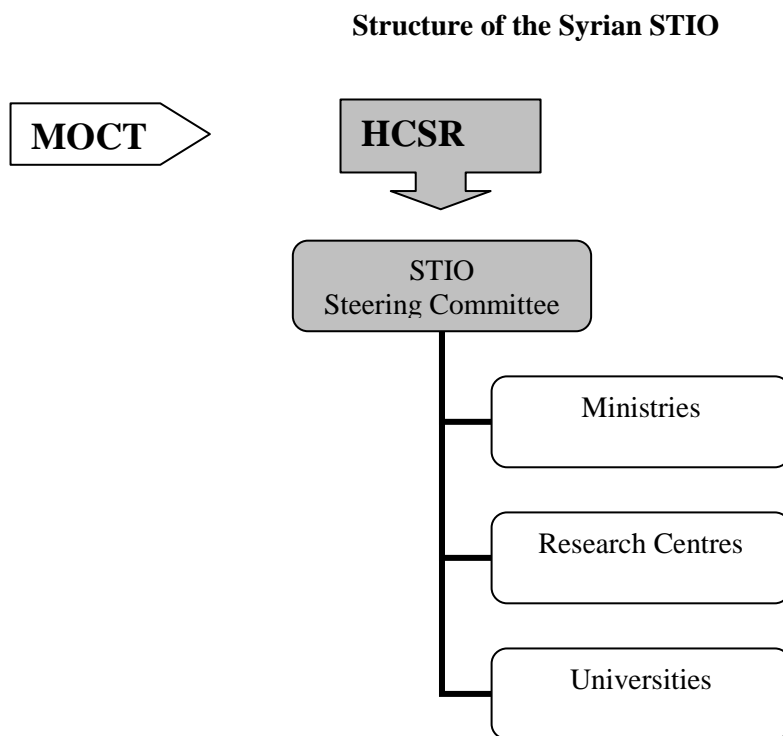 Structure of the Syrian STIO
MOCT
HCSR
STIO
Steering Committee
Ministries
Research Centres
Universities